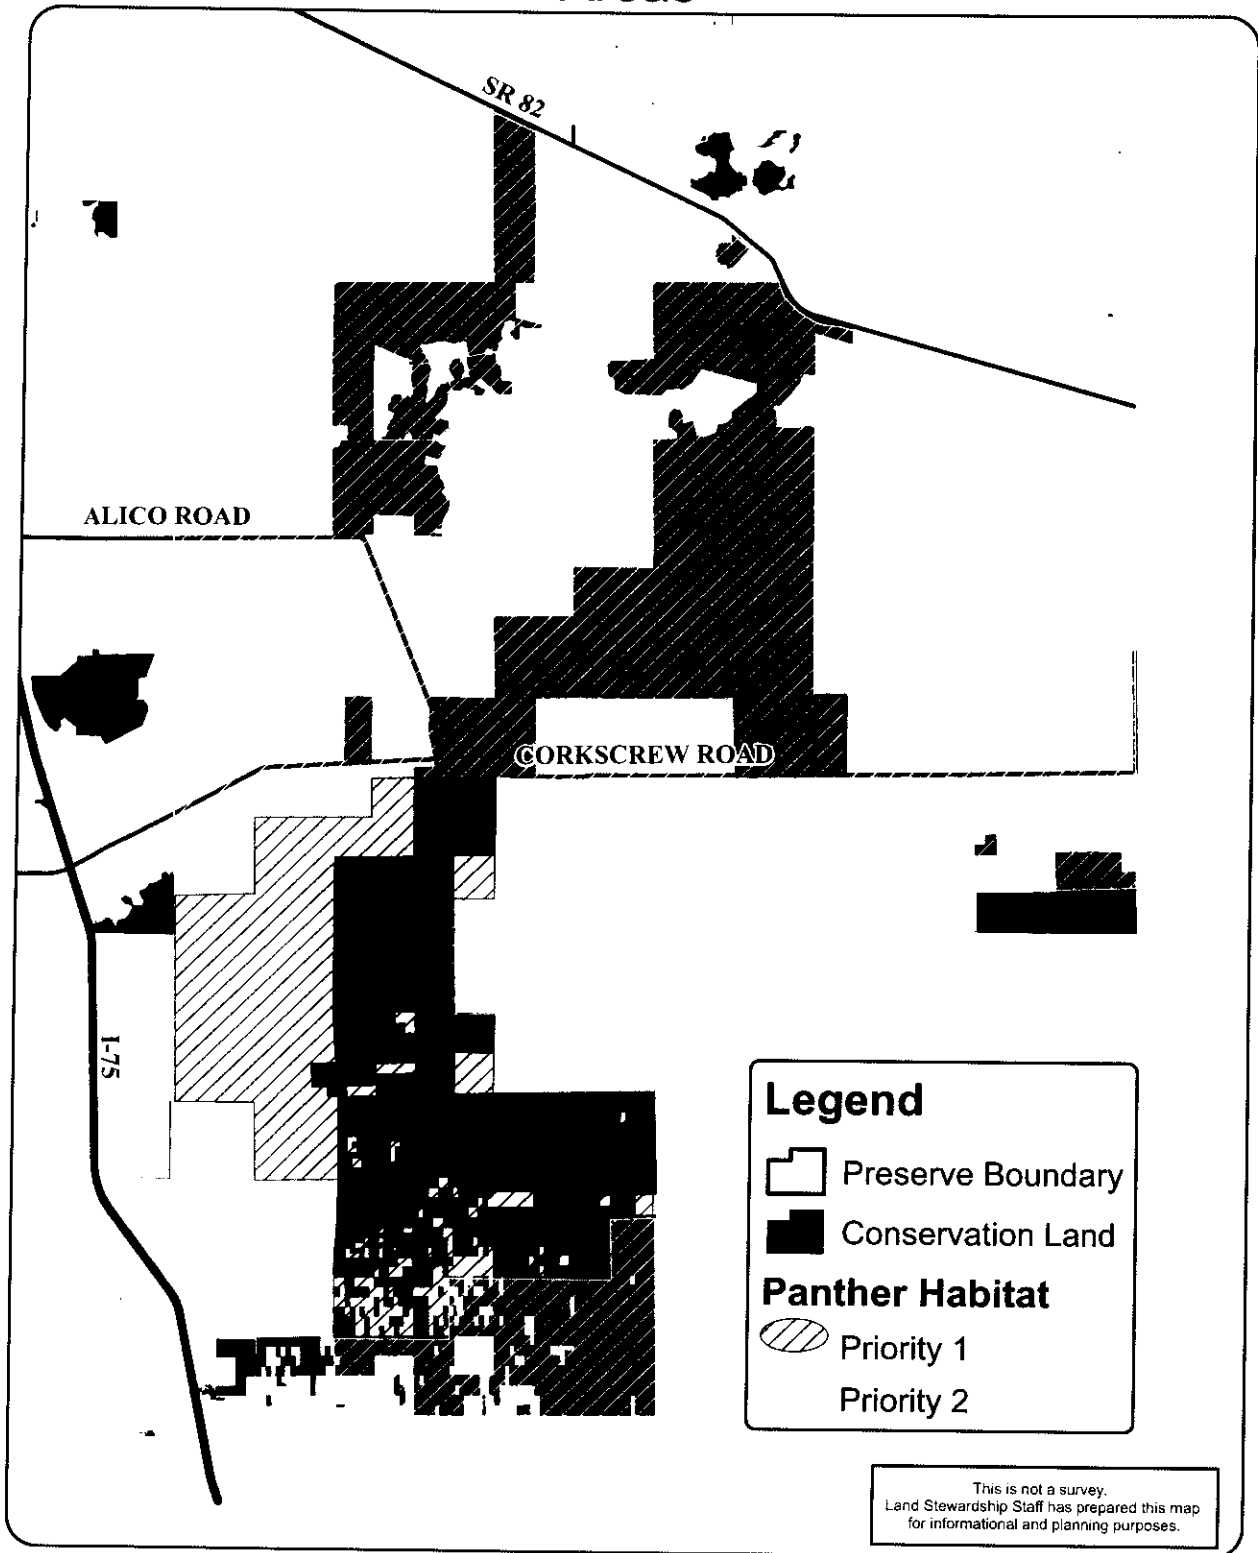 SR 82
ALICO ROAD
CORKSCREW ROAD
I-75
Legend
Preserve Boundary
Conservation Land
Panther Habitat
Priority 1
Priority 2
This is not a survey.
Land Stewardship Staff has prepared this map
for informational and planning purposes.